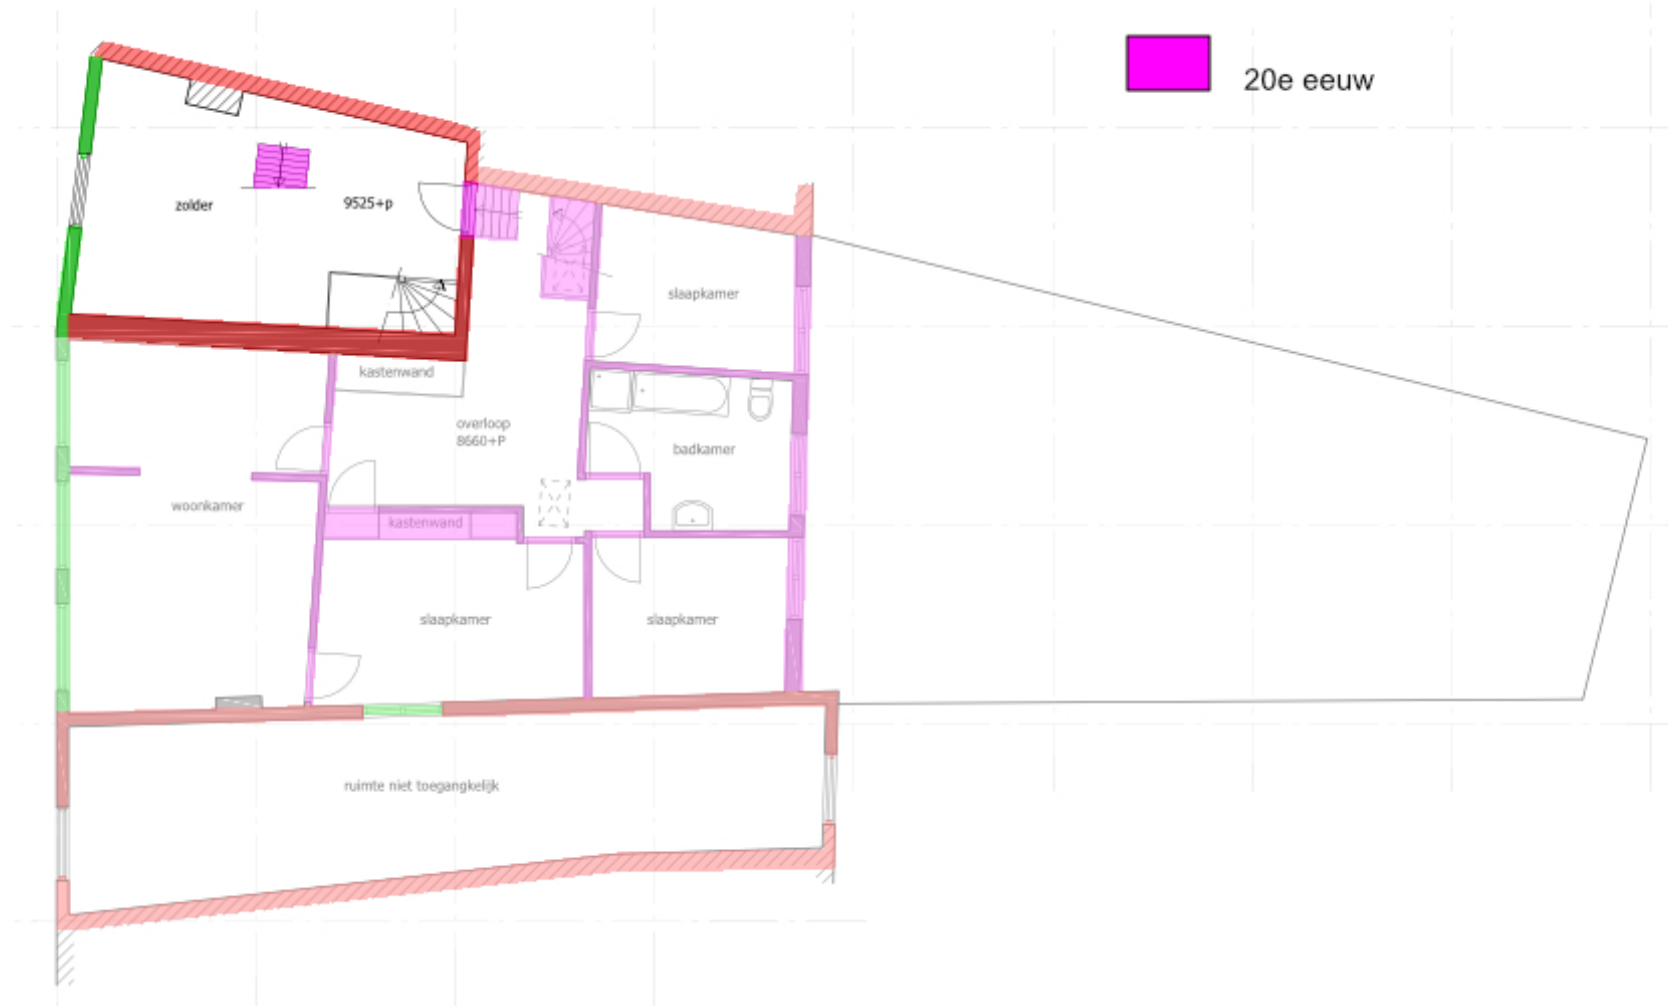 20e eeuw
zolder
9525+p
slaapkamer
kastenwand
overloop
8660+P
badkamer
woonkamer
kastenwand
slaapkamer
slaapkamer
ruimte niet toegangkelijk